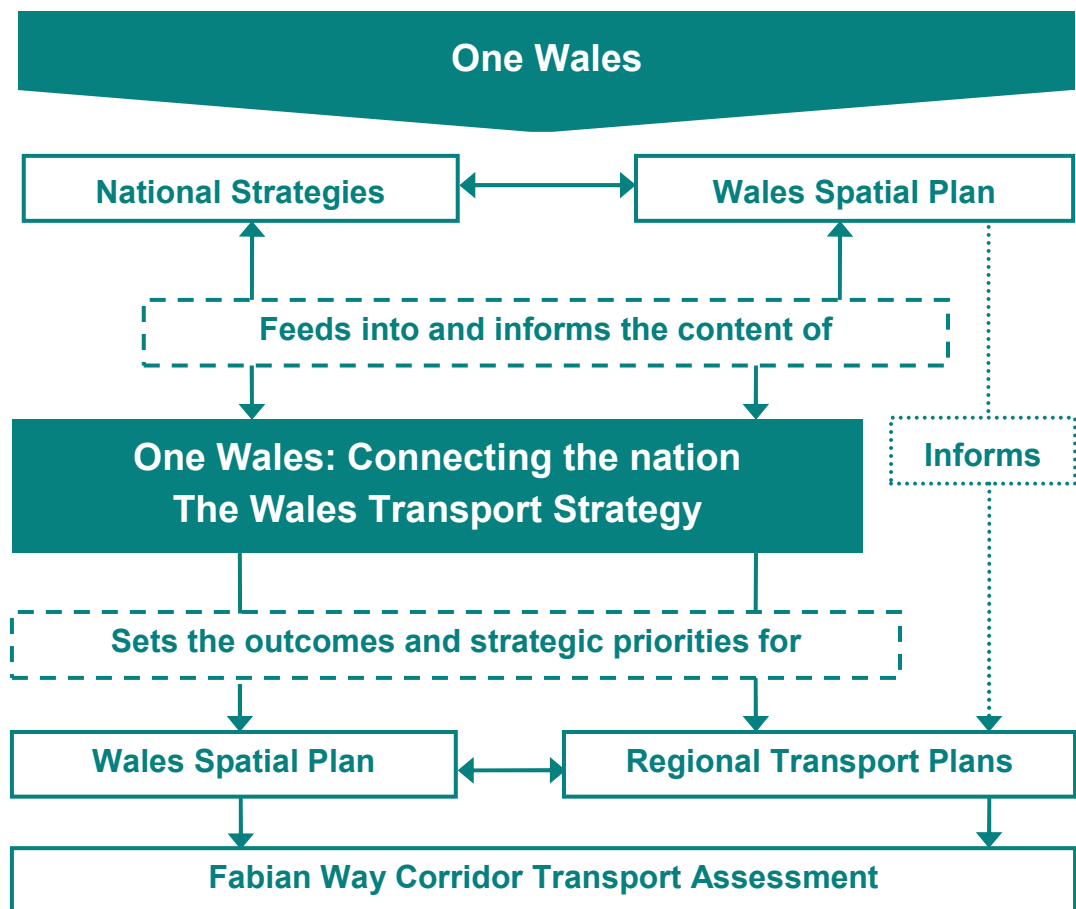 One Wales
National Strategies
Wales Spatial Plan
Feeds into and informs the content of
One Wales: Connecting the nation
The Wales Transport Strategy
Informs
Sets the outcomes and strategic priorities for
Wales Spatial Plan
Regional Transport Plans
Fabian Way Corridor Transport Assessment